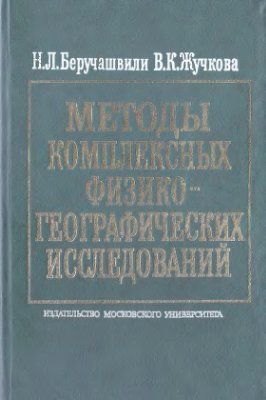 Н.Л.Беручашвили В.К.Жучкова
МЕТОДЫ
КОМПЛЕКСНЫХ
ФИЗИКО-
ГЕОГРАФИЧЕСКИХ
ИССЛЕДОВАНИЙ
ИЗДАТЕЛЬСТВО МОСКОВСКОГО УНИВЕРСИТЕТА